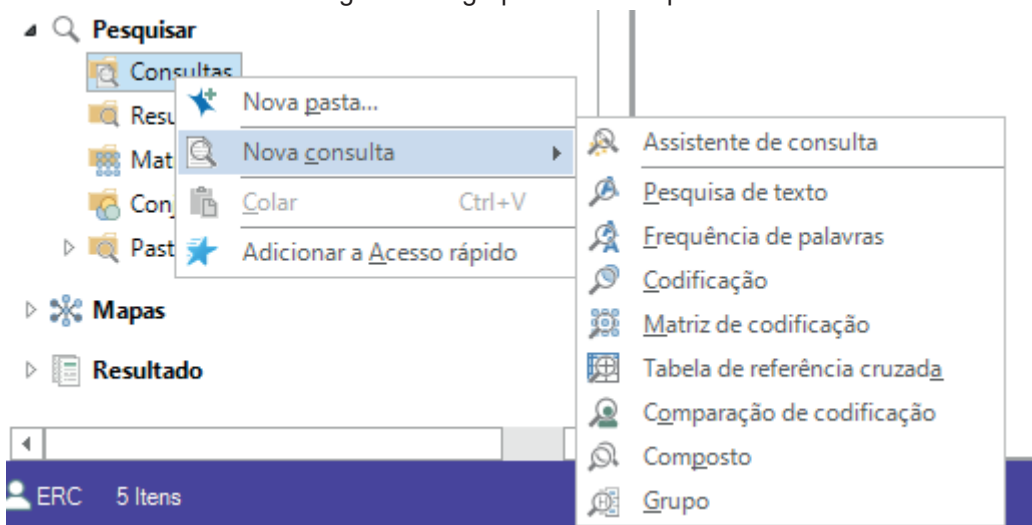 Pesquisar
Consultas
Nova pasta...
Nova consulta
Colar Ctrl+V
Adicionar a Acesso rápido
Assistente de consulta
Pesquisa de texto
Frequência de palavras
Codificação
Matriz de codificação
Tabela de referência cruzada
Comparação de codificação
Composto
Grupo
Mapas
Resultado
ERC 5 Itens